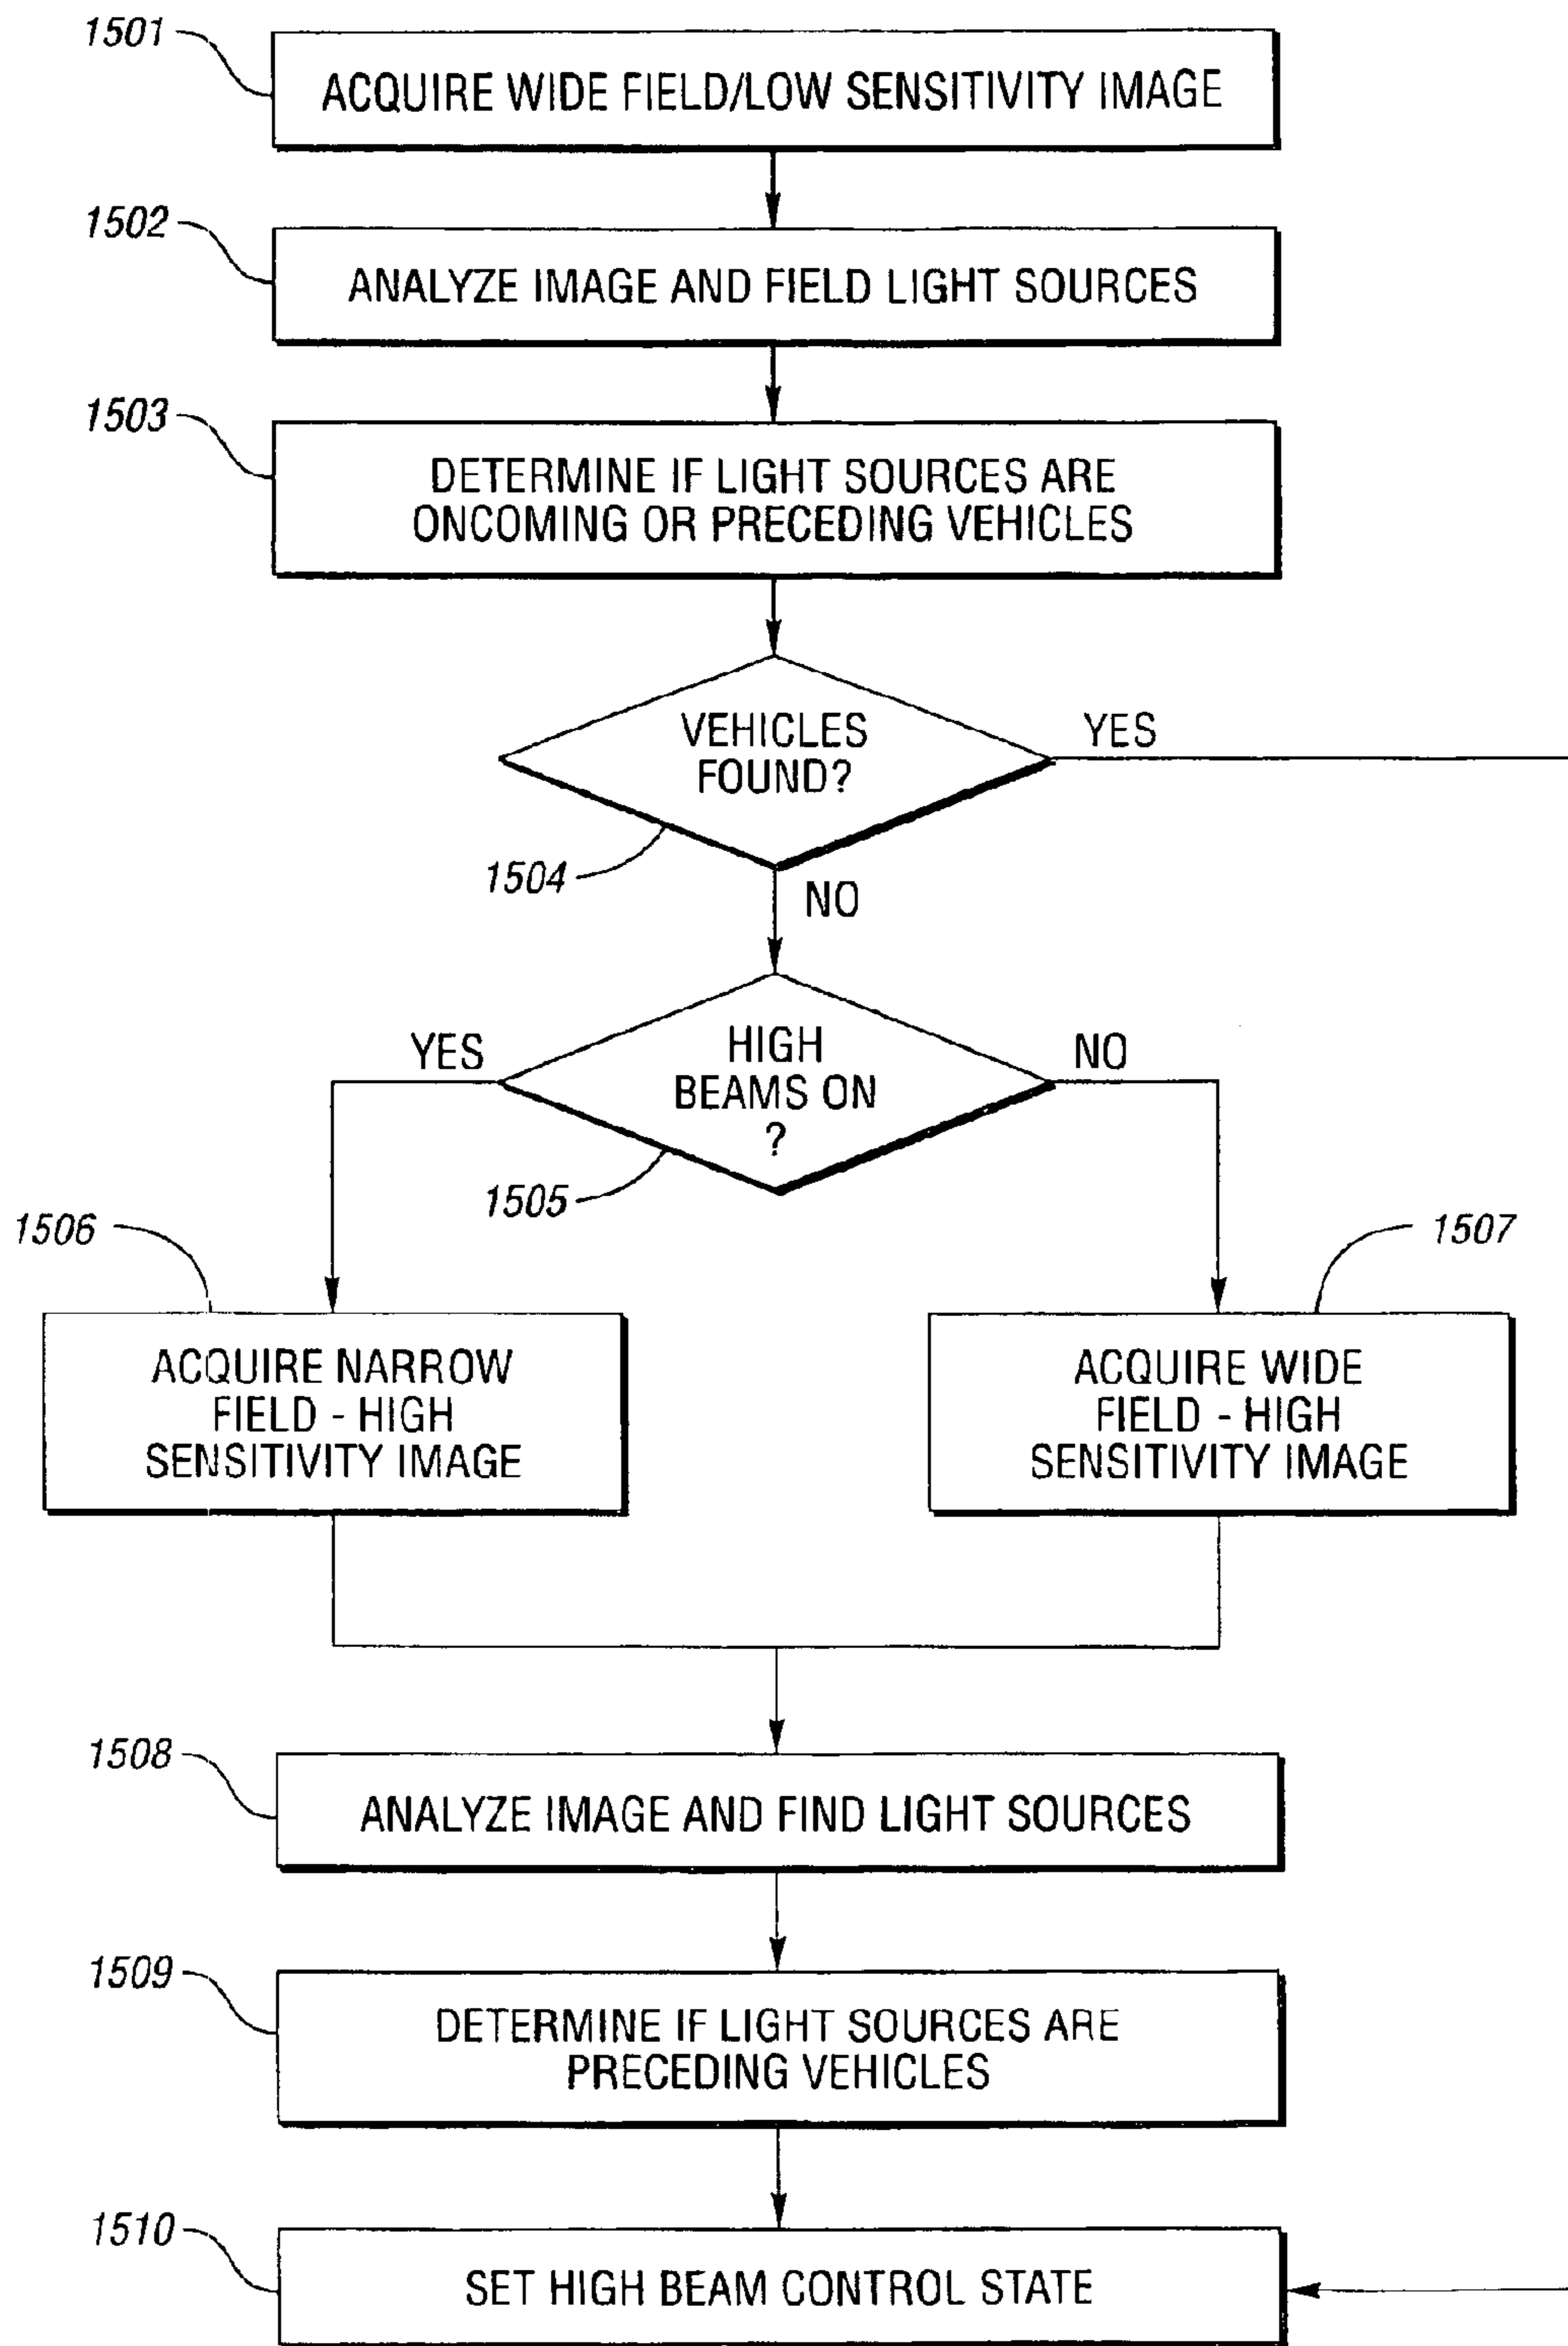 1501
ACQUIRE WIDE FIELD/LOW SENSITIVITY IMAGE
1502
ANALYZE IMAGE AND FIELD LIGHT SOURCES
1503
DETERMINE IF LIGHT SOURCES ARE
ONCOMING OR PRECEDING VEHICLES
VEHICLES
FOUND?
YES
1504
NO
YES
HIGH
BEAMS ON
?
NO
1505
1506
1507
ACQUIRE NARROW
FIELD - HIGH
SENSITIVITY IMAGE
ACQUIRE WIDE
FIELD - HIGH
SENSITIVITY IMAGE
1508
ANALYZE IMAGE AND FIND LIGHT SOURCES
1509
DETERMINE IF LIGHT SOURCES ARE
PRECEDING VEHICLES
1510
SET HIGH BEAM CONTROL STATE